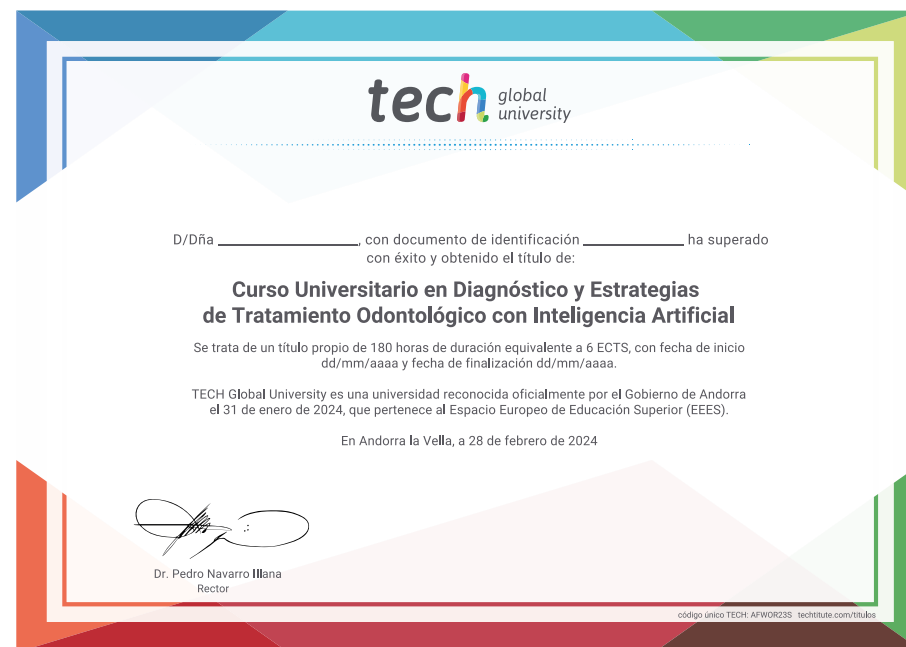 tech global
university
D/Dña ______________, con documento de identificación __________ ha superado
con éxito y obtenido el título de:
Curso Universitario en Diagnóstico y Estrategias
de Tratamiento Odontológico con Inteligencia Artificial
Se trata de un título propio de 180 horas de duración equivalente a 6 ECTS, con fecha de inicio
dd/mm/aaaa y fecha de finalización dd/mm/aaaa.
TECH Global University es una universidad reconocida oficialmente por el Gobierno de Andorra
el 31 de enero de 2024, que pertenece al Espacio Europeo de Educación Superior (EEES).
En Andorra la Vella, a 28 de febrero de 2024
Dr. Pedro Navarro Illana
Rector
código único TECH: AFWOR23S techtitute.com/titulos